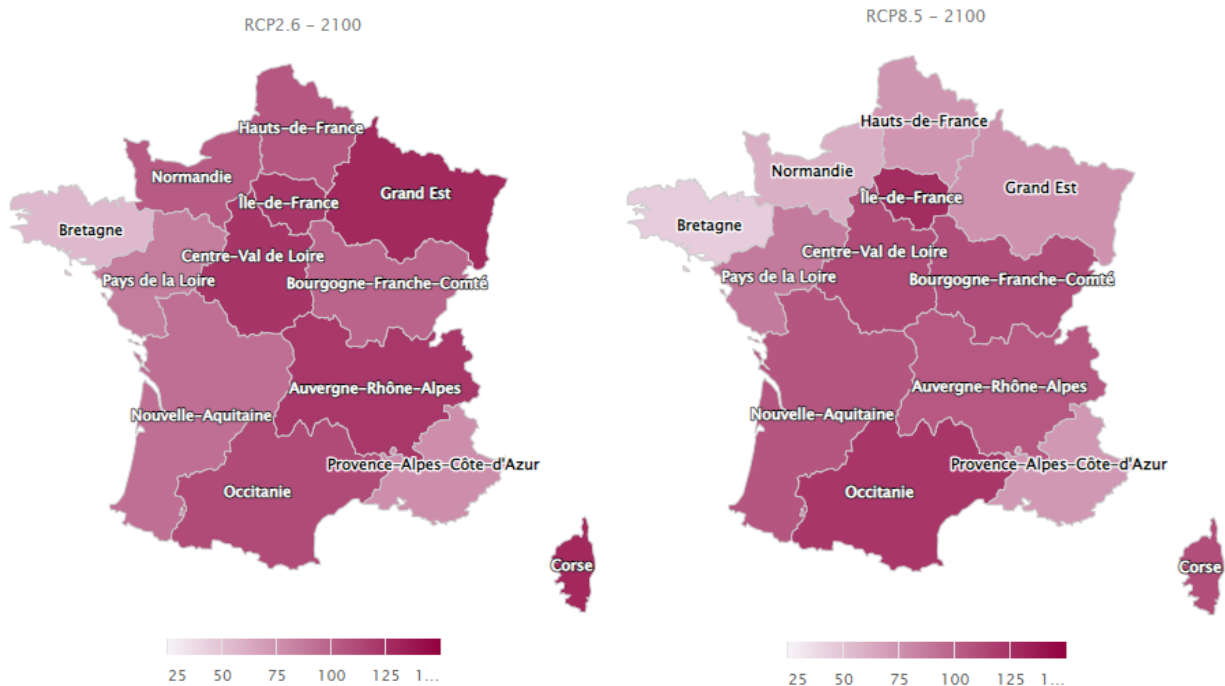 RCP2.6 – 2100
Hauts-de-France
Normandie
Île-de-France
Grand Est
Bretagne
Centre-Val de Loire
Pays de la Loire
Bourgogne-Franche-Comté
Auvergne-Rhône-Alpes
Nouvelle-Aquitaine
Provence-Alpes-Côte-d'Azur
Occitanie
Corse
25 50 75 100 125 1...
RCP8.5 – 2100
Hauts-de-France
Normandie
Île-de-France
Grand Est
Bretagne
Centre-Val de Loire
Pays de la Loire
Bourgogne-Franche-Comté
Auvergne-Rhône-Alpes
Nouvelle-Aquitaine
Provence-Alpes-Côte-d'Azur
Occitanie
Corse
25 50 75 100 125 1...